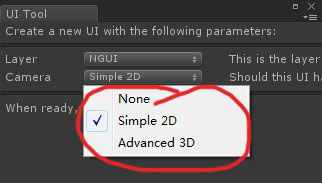 UI Tool
Create a new UI with the following parameters:
Layer NGUI This is the layer
Camera Simple 2D Should this UI ha
When ready,
None
Simple 2D
Advanced 3D